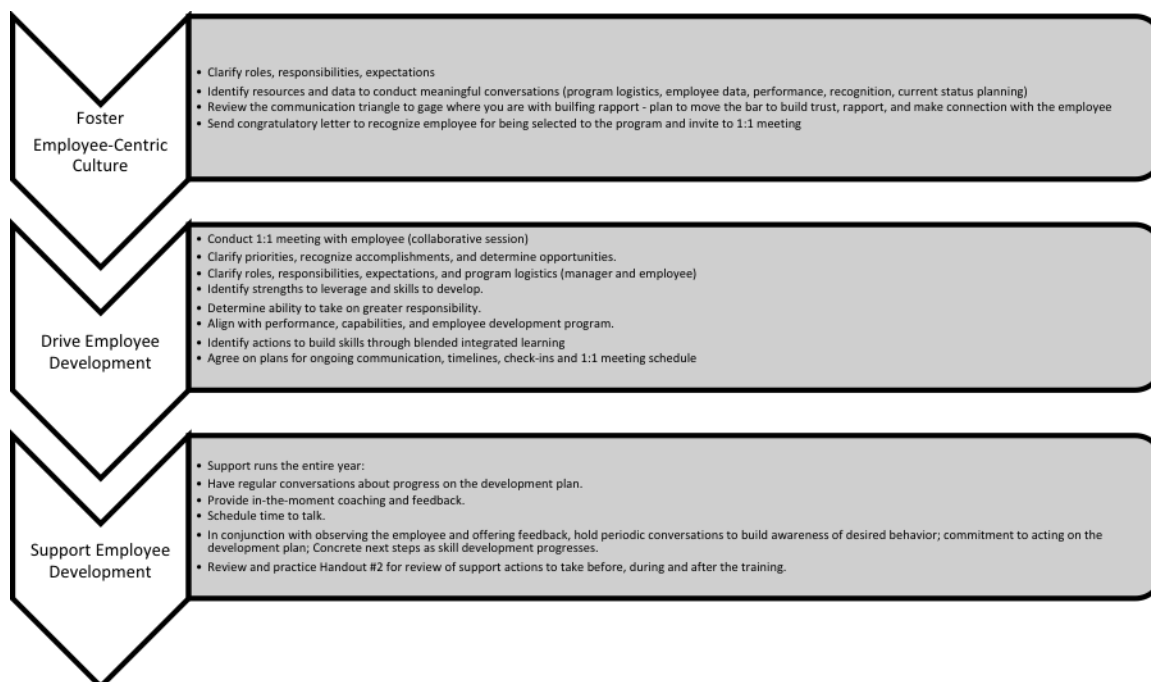 Foster
Employee-Centric
Culture
• Clarify roles, responsibilities, expectations
• Identify resources and data to conduct meaningful conversations (program logistics, employee data, performance, recognition, current status planning)
• Review the communication triangle to gage where you are with builfing rapport - plan to move the bar to build trust, rapport, and make connection with the employee
• Send congratulatory letter to recognize employee for being selected to the program and invite to 1:1 meeting
Drive Employee
Development
• Conduct 1:1 meeting with employee (collaborative session)
• Clarify priorities, recognize accomplishments, and determine opportunities.
• Clarify roles, responsibilities, expectations, and program logistics (manager and employee)
• Identify strengths to leverage and skills to develop.
• Determine ability to take on greater responsibility.
• Align with performance, capabilities, and employee development program.
• Identify actions to build skills through blended integrated learning
• Agree on plans for ongoing communication, timelines, check-ins and 1:1 meeting schedule
Support Employee
Development
• Support runs the entire year:
• Have regular conversations about progress on the development plan.
• Provide in-the-moment coaching and feedback.
• Schedule time to talk.
• In conjunction with observing the employee and offering feedback, hold periodic conversations to build awareness of desired behavior; commitment to acting on the
development plan; Concrete next steps as skill development progresses.
• Review and practice Handout #2 for review of support actions to take before, during and after the training.